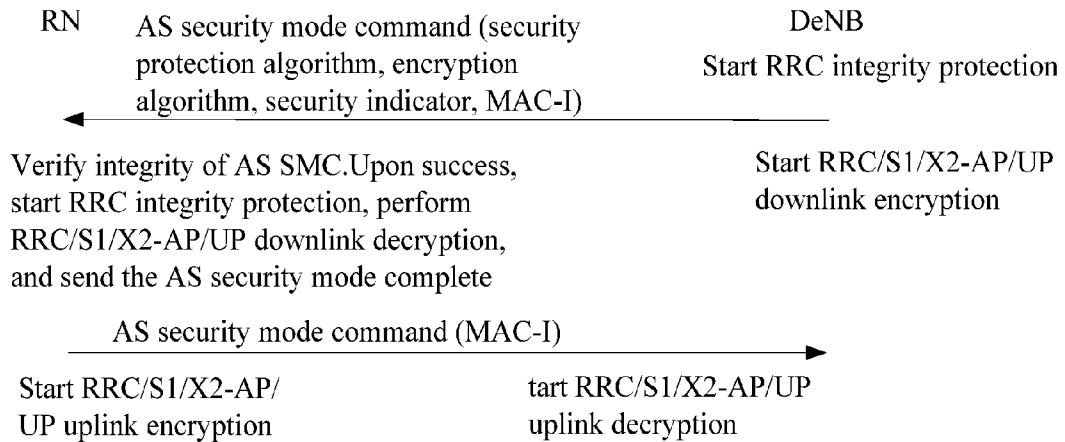 RN
AS security mode command (security
protection algorithm, encryption
algorithm, security indicator, MAC-I)
DeNB
Start RRC integrity protection
Verify integrity of AS SMC.Upon success,
start RRC integrity protection, perform
RRC/S1/X2-AP/UP downlink decryption,
and send the AS security mode complete
Start RRC/S1/X2-AP/UP
downlink encryption
AS security mode command (MAC-I)
Start RRC/S1/X2-AP/
UP uplink encryption
tart RRC/S1/X2-AP/UP
uplink decryption